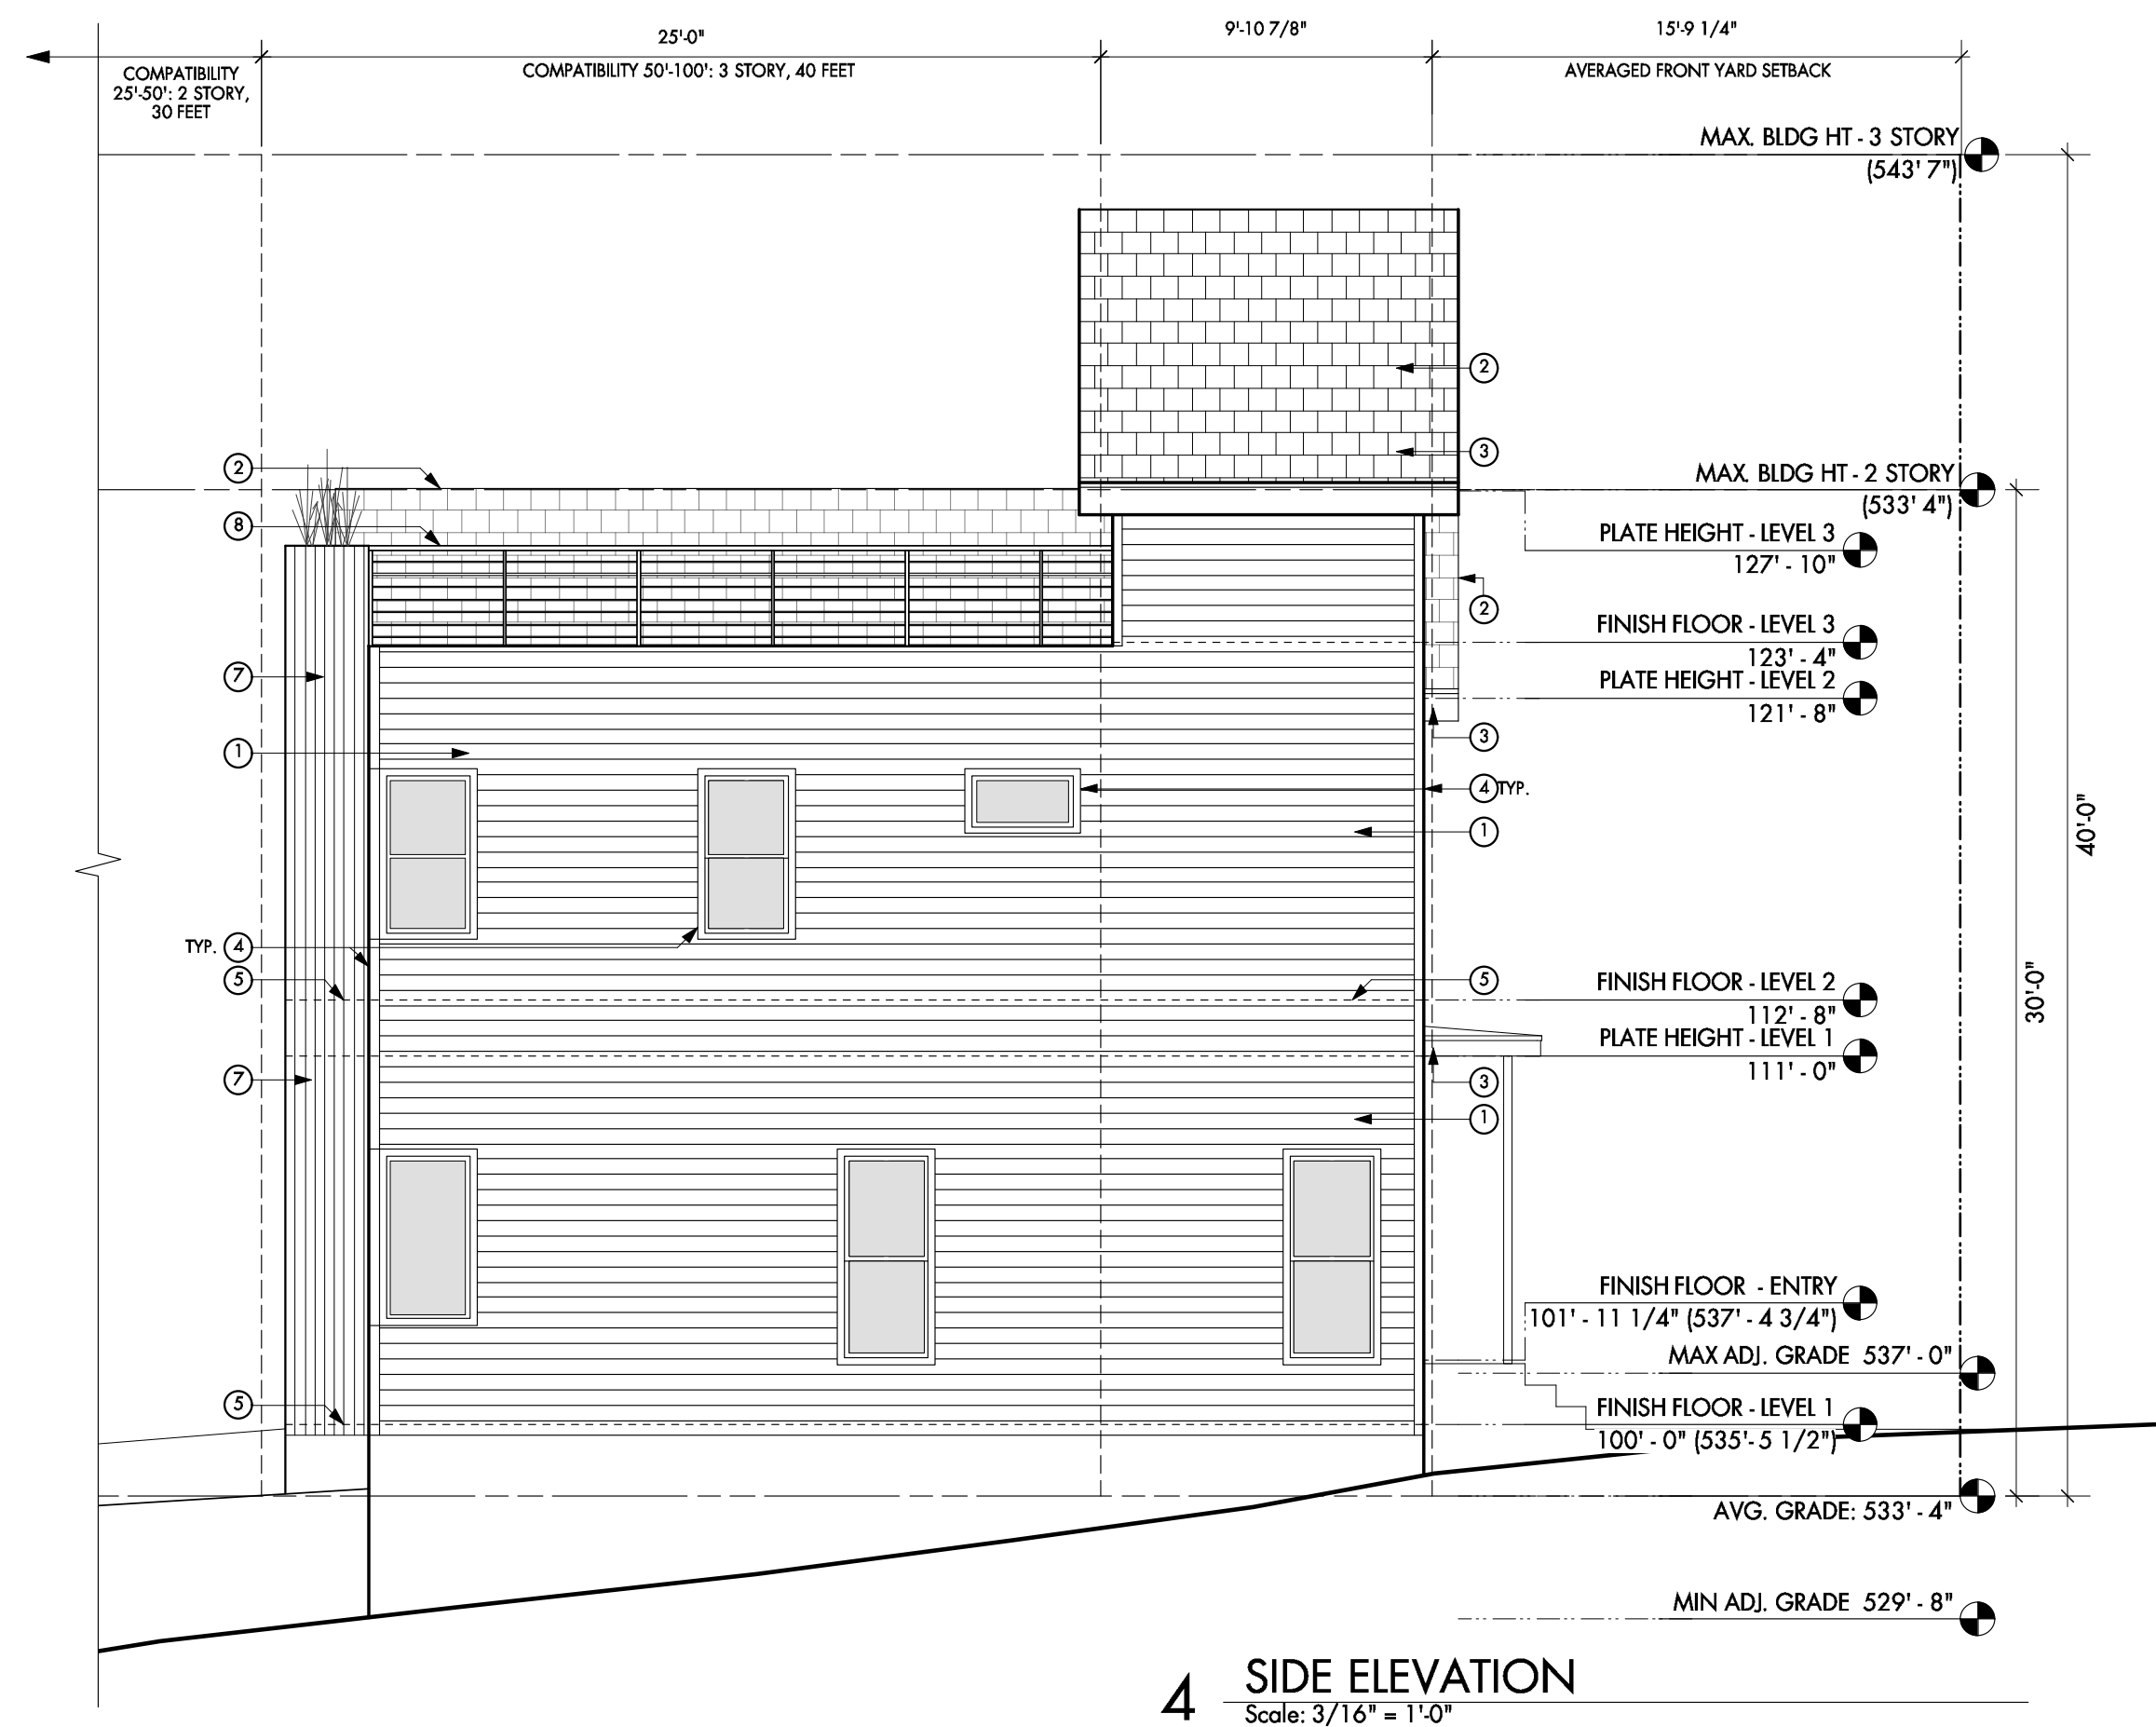 25'-0"
9'-10 7/8"
15'-9 1/4"
COMPATIBILITY
25'-50': 2 STORY,
30 FEET
COMPATIBILITY 50'-100': 3 STORY, 40 FEET
AVERAGED FRONT YARD SETBACK
MAX. BLDG HT - 3 STORY
(543' 7")
2
3
2
MAX. BLDG HT - 2 STORY
(533' 4")
8
PLATE HEIGHT - LEVEL 3
127' - 10"
2
FINISH FLOOR - LEVEL 3
123' - 4"
7
PLATE HEIGHT - LEVEL 2
121' - 8"
3
1
4 TYP.
1
40'-0"
TYP. 4
5
5
FINISH FLOOR - LEVEL 2
112' - 8"
30'-0"
PLATE HEIGHT - LEVEL 1
111' - 0"
7
3
1
FINISH FLOOR - ENTRY
101' - 11 1/4" (537' - 4 3/4")
MAX ADJ. GRADE 537' - 0"
5
FINISH FLOOR - LEVEL 1
100' - 0" (535'- 5 1/2")
AVG. GRADE: 533' - 4"
MIN ADJ. GRADE 529' - 8"
4 SIDE ELEVATION
Scale: 3/16" = 1'-0"